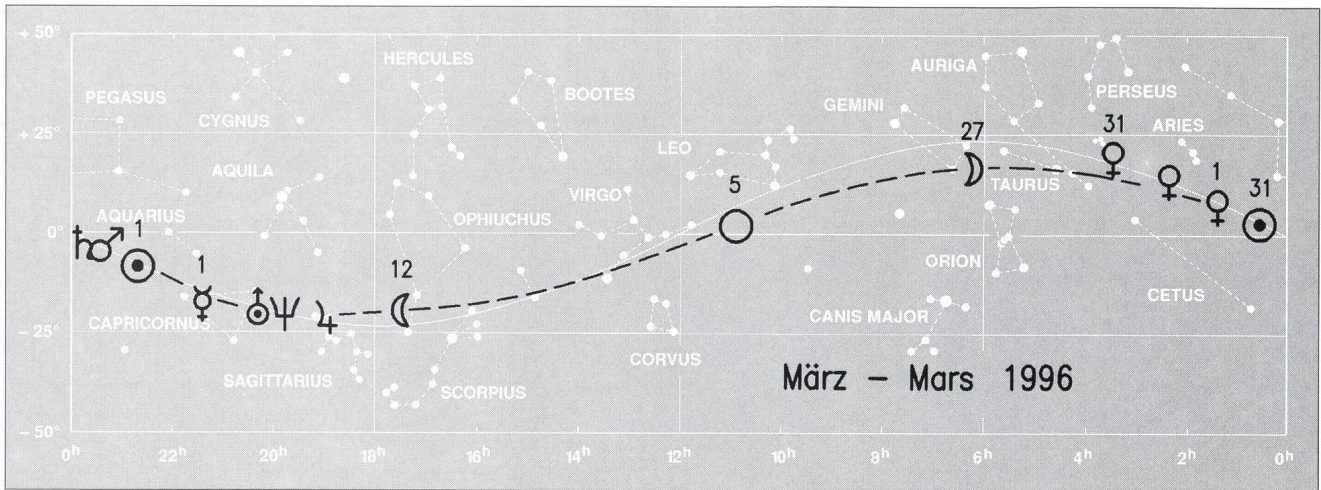 + 50°
HERCULES
AURIGA
PEGASUS
CYGNUS
BOOTES
GEMINI
PERSEUS
+ 25°
27
31
ARIES
LEO
AQUILA
VIRGO
5
TAURUS
1
31
AQUARIUS
OPHIUCHUS
0°
♄ ♂ 1
1
12
ORION
CETUS
CAPRICORNUS
♅ ♆ ♃
CANIS MAJOR
− 25°
CORVUS
SAGITTARIUS
SCORPIUS
März – Mars 1996
− 50°
0ʰ 22ʰ 20ʰ 18ʰ 16ʰ 14ʰ 12ʰ 10ʰ 8ʰ 6ʰ 4ʰ 2ʰ 0ʰ